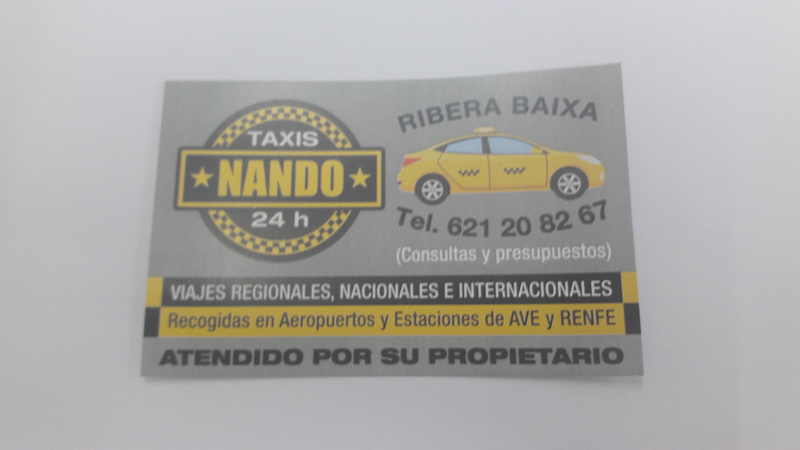 TAXIS
NANDO
24 h
RIBERA BAIXA
Tel. 621 20 82 67
(Consultas y presupuestos)
VIAJES REGIONALES, NACIONALES E INTERNACIONALES
Recogidas en Aeropuertos y Estaciones de AVE y RENFE
ATENDIDO POR SU PROPIETARIO